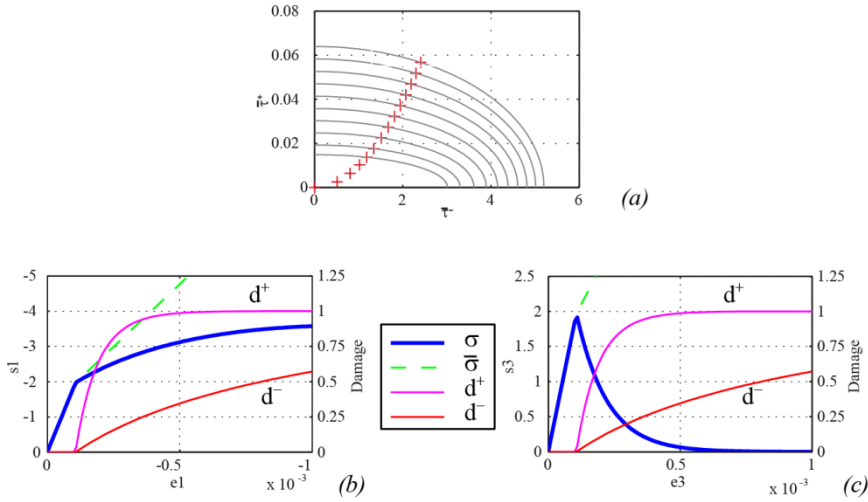 0.08
0.06
0.04
0.02
0
τ̄⁺
0 2 4 6
τ̄⁻
(a)
-5
-4
-3
-2
-1
0
s1
d⁺
d⁻
1.25
1
0.75
0.5
0.25
0
Damage
0 -0.5 -1
e1
x 10⁻³
(b)
σ
σ̄
d⁺
d⁻
2.5
2
1.5
1
0.5
0
s3
d⁺
d⁻
1.25
1
0.75
0.5
0.25
0
Damage
0 0.5 1
e3
x 10⁻³
(c)